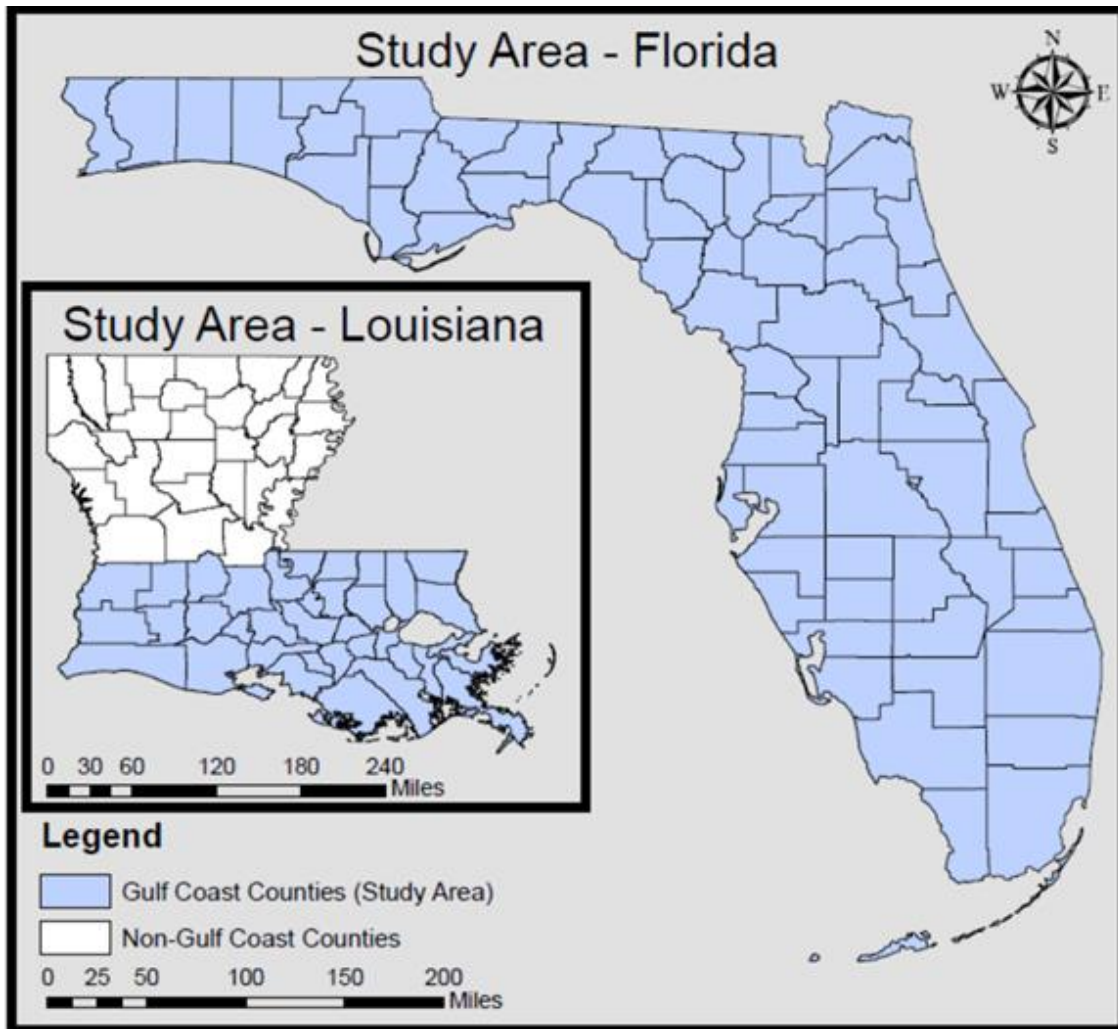 Study Area - Florida
N
W E
S
Study Area - Louisiana
0 30 60 120 180 240
Miles
Legend
Gulf Coast Counties (Study Area)
Non-Gulf Coast Counties
0 25 50 100 150 200
Miles